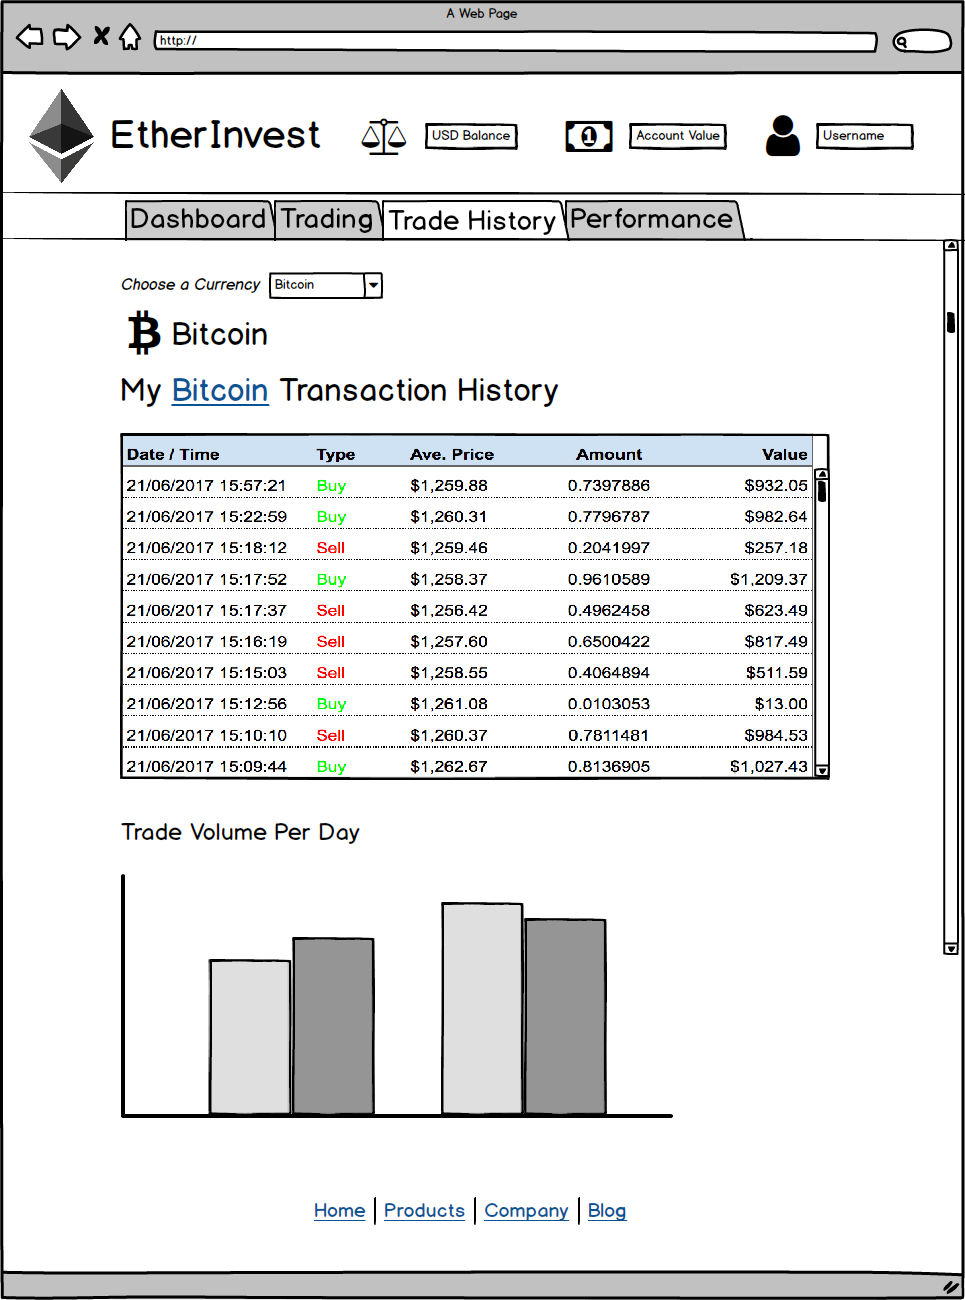 A Web Page
http://
EtherInvest
USD Balance
Account Value
Username
Dashboard Trading Trade History Performance
Choose a Currency Bitcoin
Bitcoin
My Bitcoin Transaction History
Date / Time Type Ave. Price Amount Value
21/06/2017 15:57:21 Buy $1,259.88 0.7397886 $932.05
21/06/2017 15:22:59 Buy $1,260.31 0.7796787 $982.64
21/06/2017 15:18:12 Sell $1,259.46 0.2041997 $257.18
21/06/2017 15:17:52 Buy $1,258.37 0.9610589 $1,209.37
21/06/2017 15:17:37 Sell $1,256.42 0.4962458 $623.49
21/06/2017 15:16:19 Sell $1,257.60 0.6500422 $817.49
21/06/2017 15:15:03 Sell $1,258.55 0.4064894 $511.59
21/06/2017 15:12:56 Buy $1,261.08 0.0103053 $13.00
21/06/2017 15:10:10 Sell $1,260.37 0.7811481 $984.53
21/06/2017 15:09:44 Buy $1,262.67 0.8136905 $1,027.43
Trade Volume Per Day
Home Products Company Blog